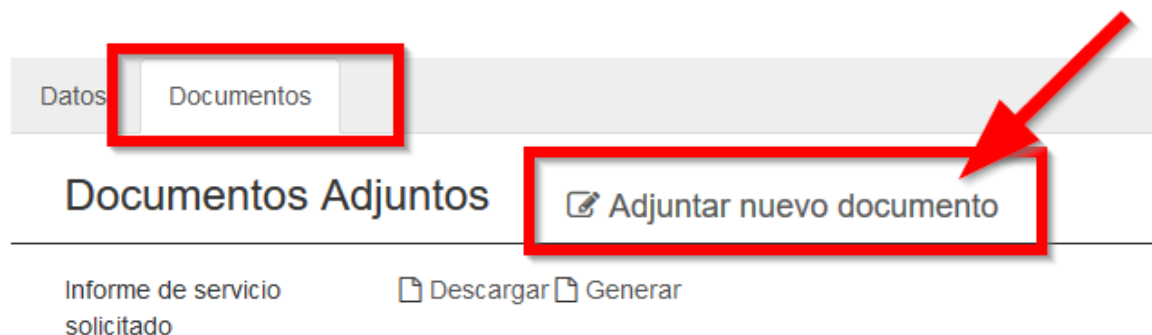 Datos Documentos
Documentos Adjuntos Adjuntar nuevo documento
Informe de servicio Descargar Generar
solicitado